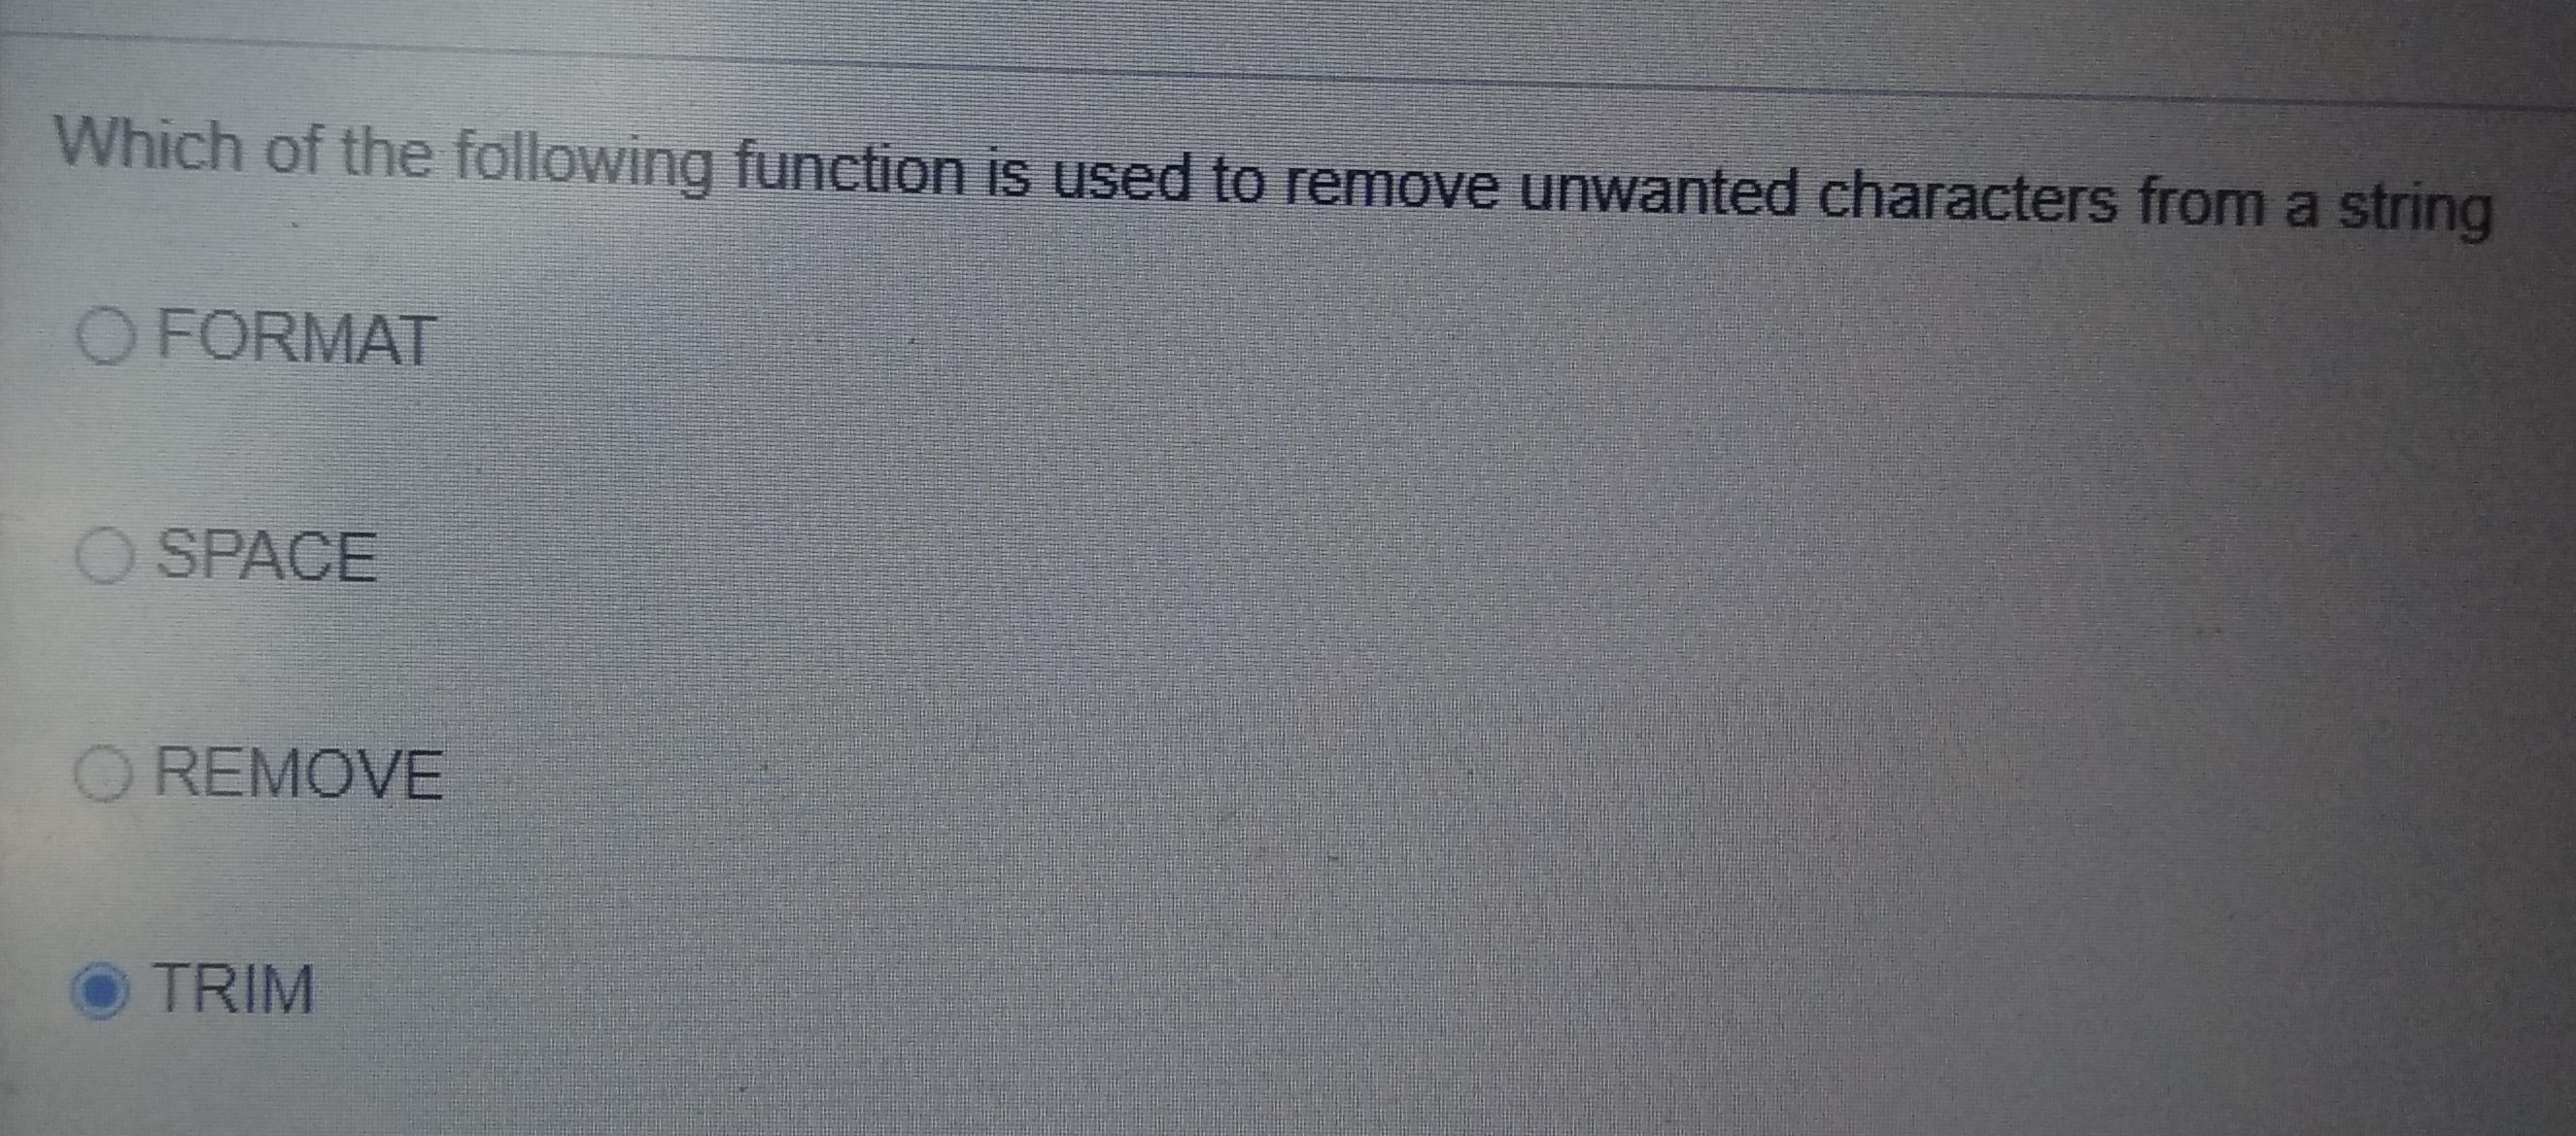 Which of the following function is used to remove unwanted characters from a string
FORMAT
SPACE
REMOVE
TRIM